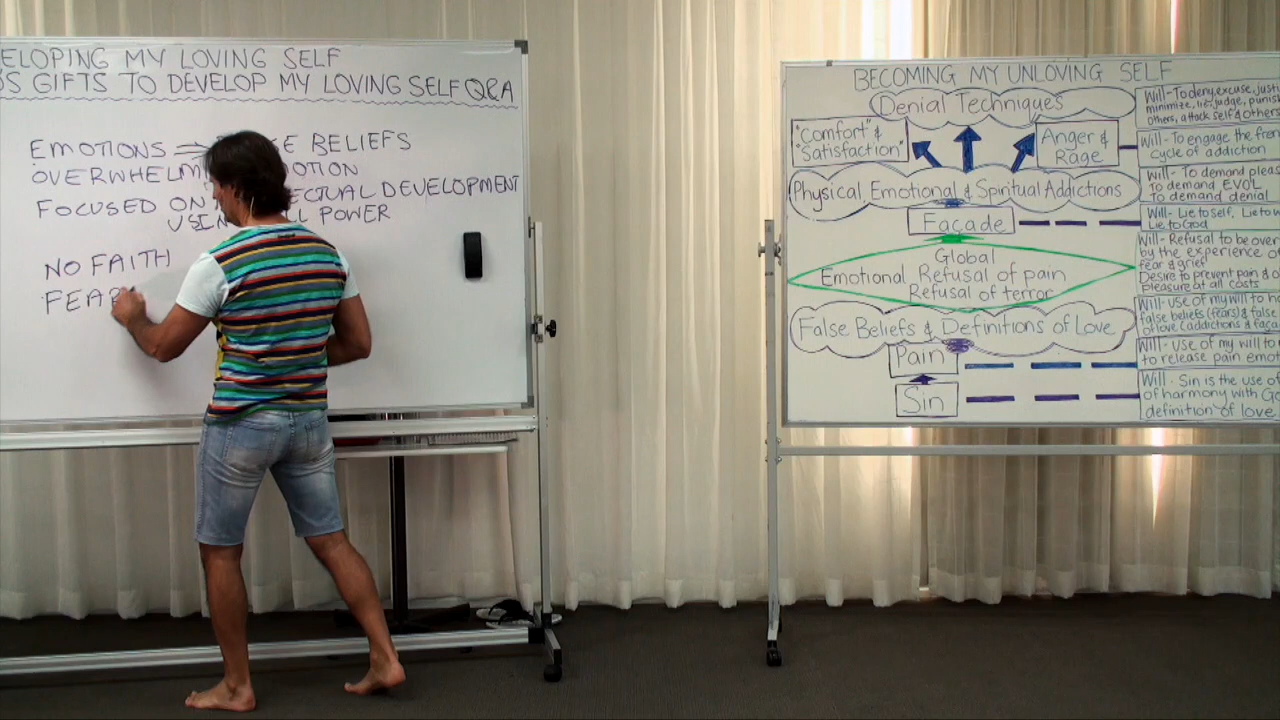 ELOPING MY LOVING SELF
S GIFTS TO DEVELOP MY LOVING SELF Q&A
EMOTIONS ⇒ SE BELIEFS
OVERWHELM OTION
FOCUSED ON ECTUAL DEVELOPMENT
USIN L POWER
NO FAITH
FEAR
BECOMING MY UNLOVING SELF
Denial Techniques
"Comfort" &
"Satisfaction"
Anger &
Rage
Physical, Emotional & Spiritual Addictions
Façade
Global
Emotional Refusal of pain
Refusal of terror
False Beliefs & Definitions of Love
Pain
Sin
Will - To deny, excuse, justi
minimize, lie, judge, punish
others, attack self & others
Will - To engage the fren
cycle of addiction
Will - To demand pleas
To demand EVOL
To demand denial
Will - Lie to self, Lie to
Lie to God
Will - Refusal to be over
by the experience o
fear & grief
Desire to prevent pain &
pleasure at all costs
Will - use of my will to h
false beliefs (fears) & false
of love (addictions & faça
Will - use of my will to
to release pain emot
Will - Sin is the use of
of harmony with Go
definition of love